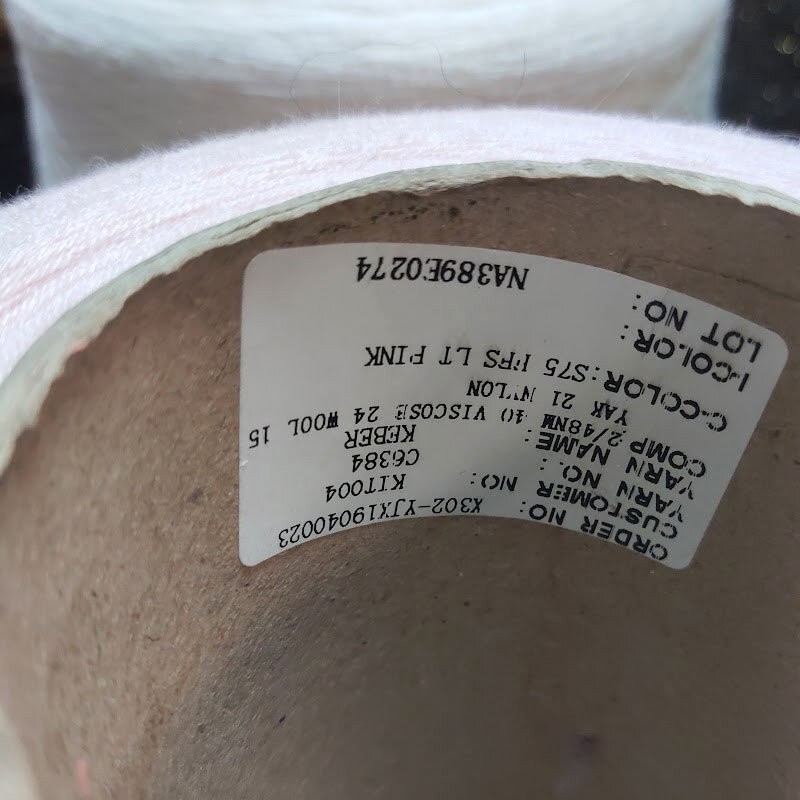 ORDER NO: X302-YJX19040023
CUSTOMER NO: KIT004
YARN NO.: C6384
YARN NAME: KEBER
COMP 2/48NM 40 VISCOSE 24 WOOL 15
YAK 21 NYLON
C-COLOR: S75 LT PINK
I-COLOR:
LOT NO: NA389E0274